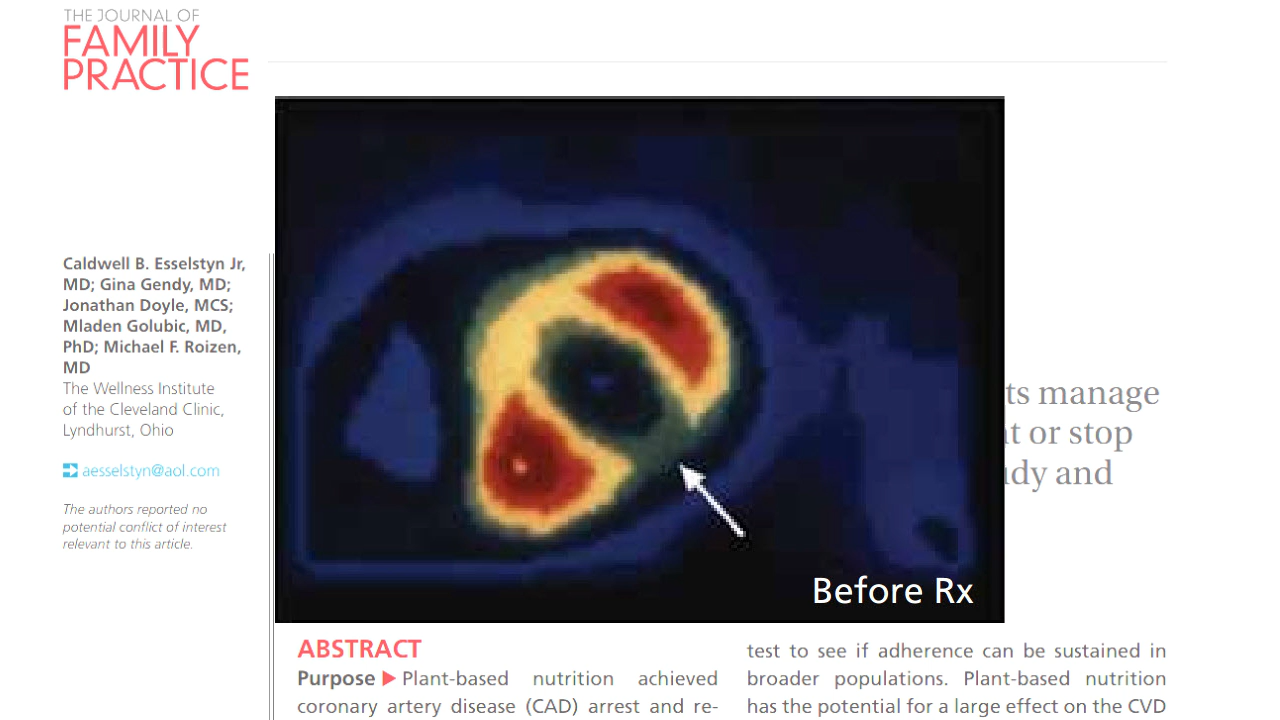 THE JOURNAL OF
FAMILY
PRACTICE
Caldwell B. Esselstyn Jr,
MD; Gina Gendy, MD;
Jonathan Doyle, MCS;
Mladen Golubic, MD,
PhD; Michael F. Roizen,
MD
The Wellness Institute
of the Cleveland Clinic,
Lyndhurst, Ohio
aesselstyn@aol.com
The authors reported no
potential conflict of interest
relevant to this article.
ts manage
or stop
and
Before Rx
ABSTRACT
Purpose ▶ Plant-based nutrition achieved
coronary artery disease (CAD) arrest and re-
test to see if adherence can be sustained in
broader populations. Plant-based nutrition
has the potential for a large effect on the CVD